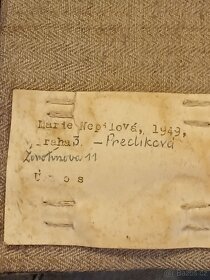 Marie Nepilová, 1949,
Praha 3. – Preclíková
Žerotínova 11
Ú n o s